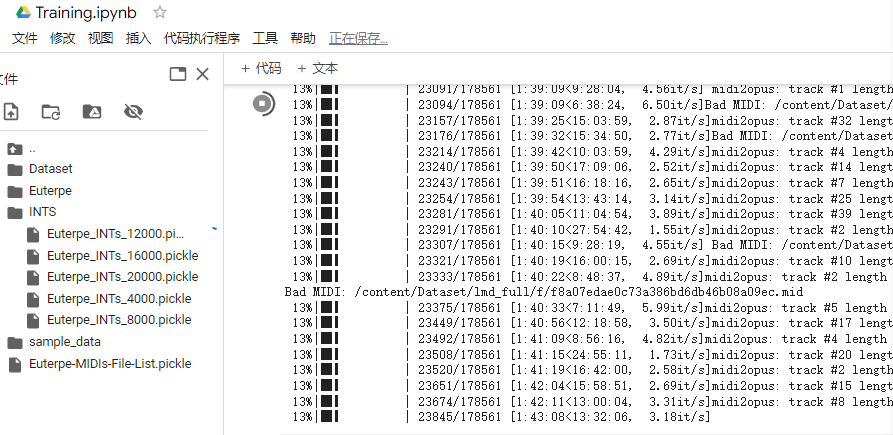 Training.ipynb
文件 修改 视图 插入 代码执行程序 工具 帮助 正在保存...
文件
+ 代码 + 文本
..
Dataset
Euterpe
INTS
Euterpe_INTs_12000.pi...
Euterpe_INTs_16000.pickle
Euterpe_INTs_20000.pickle
Euterpe_INTs_4000.pickle
Euterpe_INTs_8000.pickle
sample_data
Euterpe-MIDIs-File-List.pickle
13%| | 23091/178561 [1:39:09<9:28:04, 4.56it/s] midi2opus: track #1 length
13%| | 23094/178561 [1:39:09<6:38:24, 6.50it/s]Bad MIDI: /content/Dataset/
13%| | 23157/178561 [1:39:25<15:03:59, 2.87it/s]midi2opus: track #32 leng
13%| | 23176/178561 [1:39:32<15:34:50, 2.77it/s]Bad MIDI: /content/Dataset
13%| | 23214/178561 [1:39:42<10:03:59, 4.29it/s]midi2opus: track #4 length
13%| | 23240/178561 [1:39:50<17:09:06, 2.52it/s]midi2opus: track #14 leng
13%| | 23243/178561 [1:39:51<16:18:16, 2.65it/s]midi2opus: track #7 length
13%| | 23254/178561 [1:39:54<13:43:14, 3.14it/s]midi2opus: track #25 leng
13%| | 23281/178561 [1:40:05<11:04:54, 3.89it/s]midi2opus: track #39 leng
13%| | 23291/178561 [1:40:10<27:54:42, 1.55it/s]midi2opus: track #2 length
13%| | 23307/178561 [1:40:15<9:28:19, 4.55it/s] Bad MIDI: /content/Dataset
13%| | 23321/178561 [1:40:19<16:00:15, 2.69it/s]midi2opus: track #10 leng
13%| | 23333/178561 [1:40:22<8:48:37, 4.89it/s]midi2opus: track #2 length
Bad MIDI: /content/Dataset/lmd_full/f/f8a07edae0c73a386bd6db46b08a09ec.mid
13%| | 23375/178561 [1:40:33<7:11:49, 5.99it/s]midi2opus: track #5 length
13%| | 23449/178561 [1:40:56<12:18:58, 3.50it/s]midi2opus: track #17 leng
13%| | 23492/178561 [1:41:09<8:56:16, 4.82it/s]midi2opus: track #4 length
13%| | 23508/178561 [1:41:15<24:55:11, 1.73it/s]midi2opus: track #20 leng
13%| | 23520/178561 [1:41:19<16:42:00, 2.58it/s]midi2opus: track #2 length
13%| | 23651/178561 [1:42:04<15:58:51, 2.69it/s]midi2opus: track #15 leng
13%| | 23674/178561 [1:42:11<13:00:04, 3.31it/s]midi2opus: track #8 length
13%| | 23845/178561 [1:43:08<13:32:06, 3.18it/s]